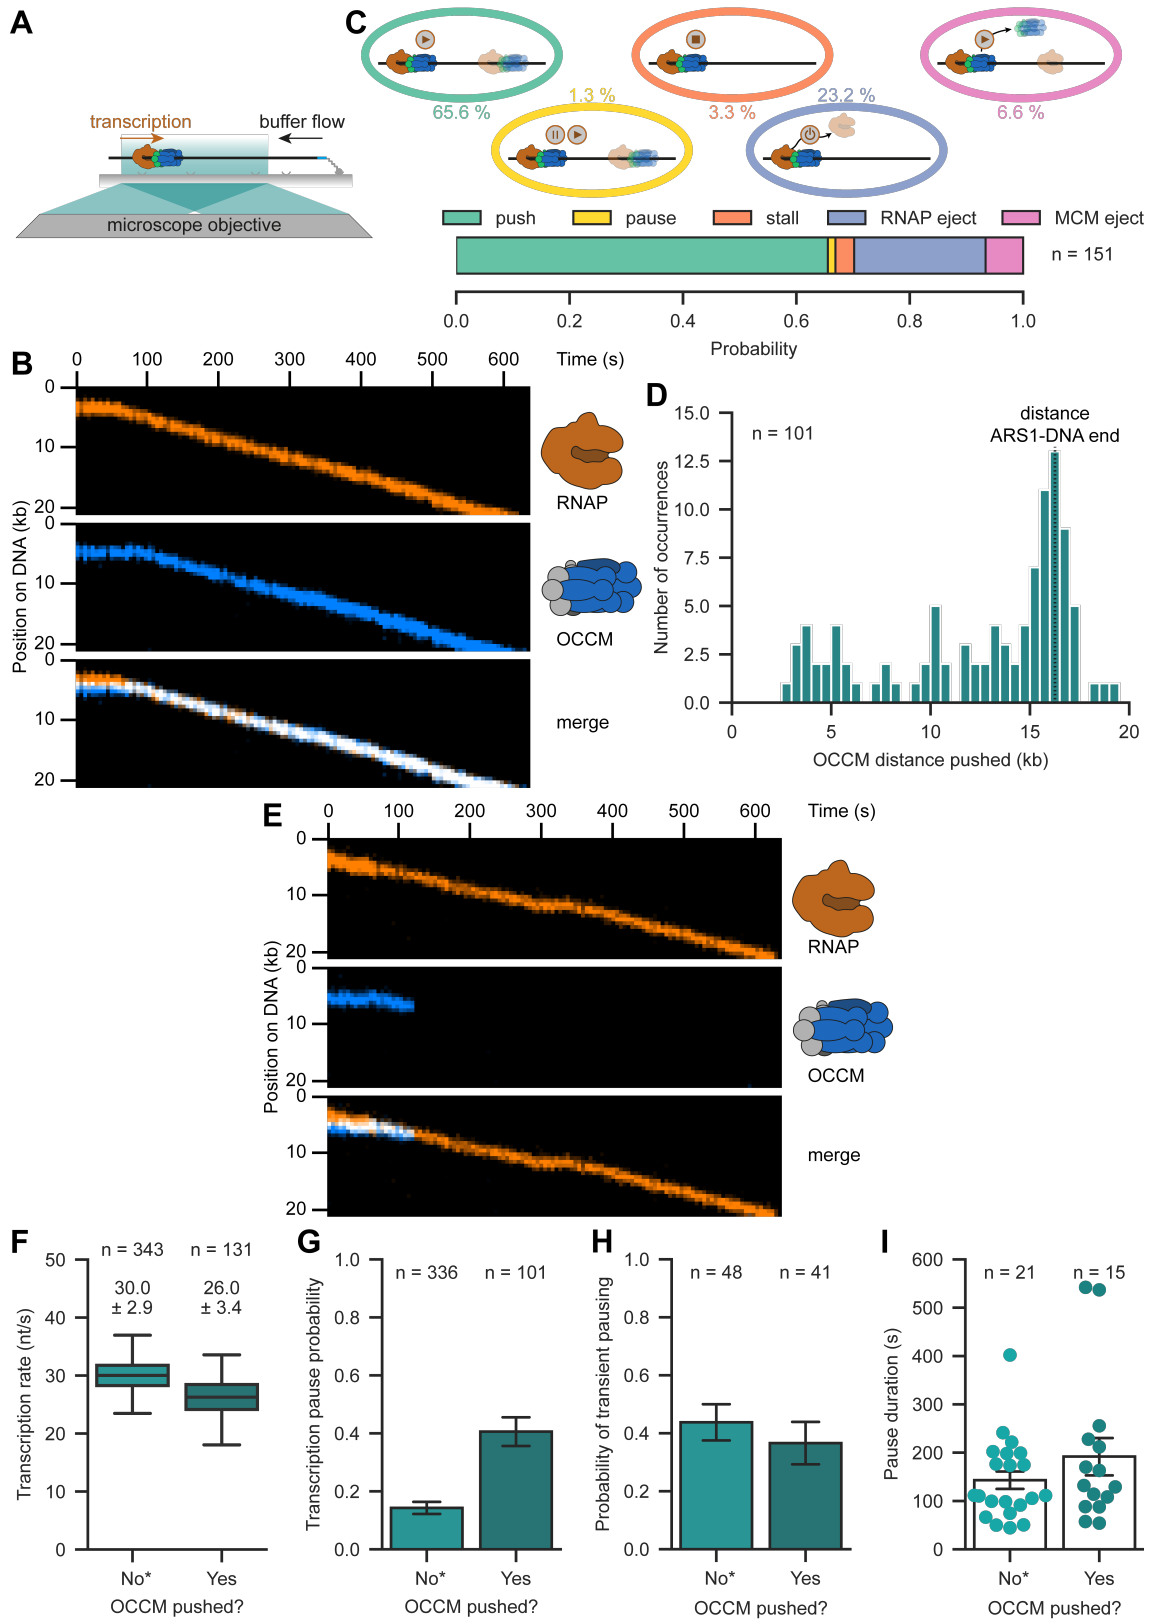 A
transcription
buffer flow
microscope objective
C
65.6 %
1.3 %
3.3 %
23.2 %
6.6 %
push
pause
stall
RNAP eject
MCM eject
n = 151
0.0 0.2 0.4 0.6 0.8 1.0
Probability
B
0 100 200 300 400 500 600 Time (s)
Position on DNA (kb)
0
10
20
RNAP
0
10
20
OCCM
0
10
20
merge
D
n = 101
distance
ARS1-DNA end
Number of occurrences
15.0
12.5
10.0
7.5
5.0
2.5
0.0
0 5 10 15 20
OCCM distance pushed (kb)
E
0 100 200 300 400 500 600 Time (s)
Position on DNA (kb)
0
10
20
RNAP
0
10
20
OCCM
0
10
20
merge
F
n = 343 n = 131
30.0 26.0
± 2.9 ± 3.4
Transcription rate (nt/s)
50
40
30
20
10
0
No* Yes
OCCM pushed?
G
n = 336 n = 101
Transcription pause probability
1.0
0.8
0.6
0.4
0.2
0.0
No* Yes
OCCM pushed?
H
n = 48 n = 41
Probability of transient pausing
1.0
0.8
0.6
0.4
0.2
0.0
No* Yes
OCCM pushed?
I
n = 21 n = 15
Pause duration (s)
600
500
400
300
200
100
0
No* Yes
OCCM pushed?